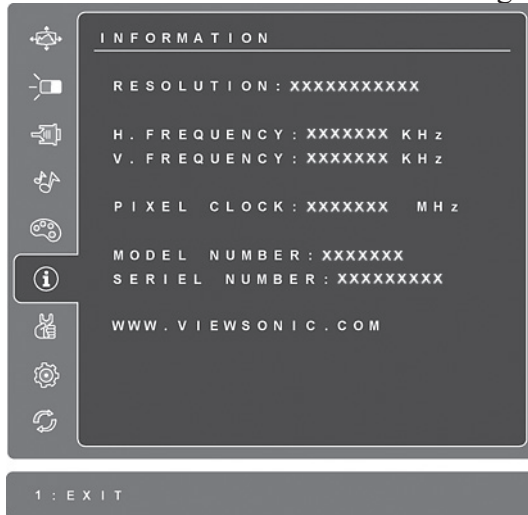 INFORMATION
RESOLUTION: XXXXXXXXXXX
H. FREQUENCY: XXXXXXX KHz
V. FREQUENCY: XXXXXXX KHz
PIXEL CLOCK: XXXXXXX MHz
MODEL NUMBER: XXXXXXX
SERIEL NUMBER: XXXXXXXXX
WWW.VIEWSONIC.COM
1: EXIT